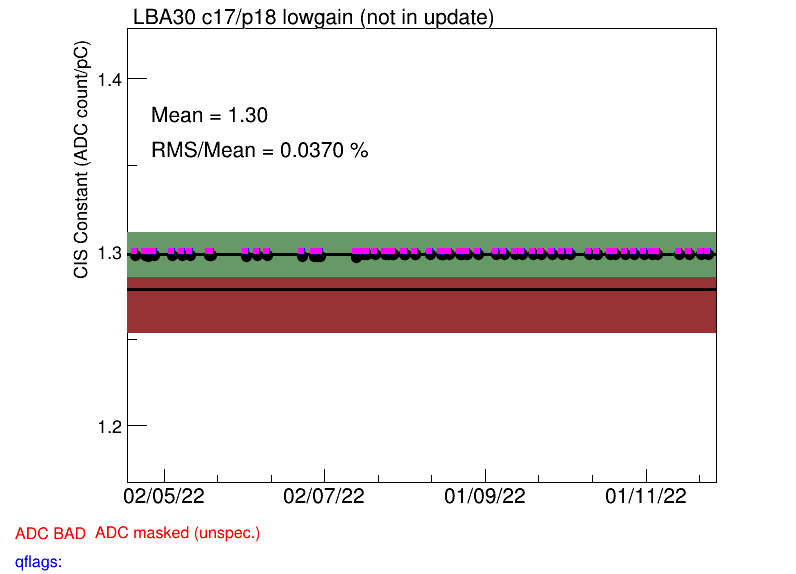 LBA30 c17/p18 lowgain (not in update)
CIS Constant (ADC count/pC)
1.4
Mean = 1.30
RMS/Mean = 0.0370 %
1.3
1.2
02/05/22 02/07/22 01/09/22 01/11/22
ADC BAD ADC masked (unspec.)
qflags: